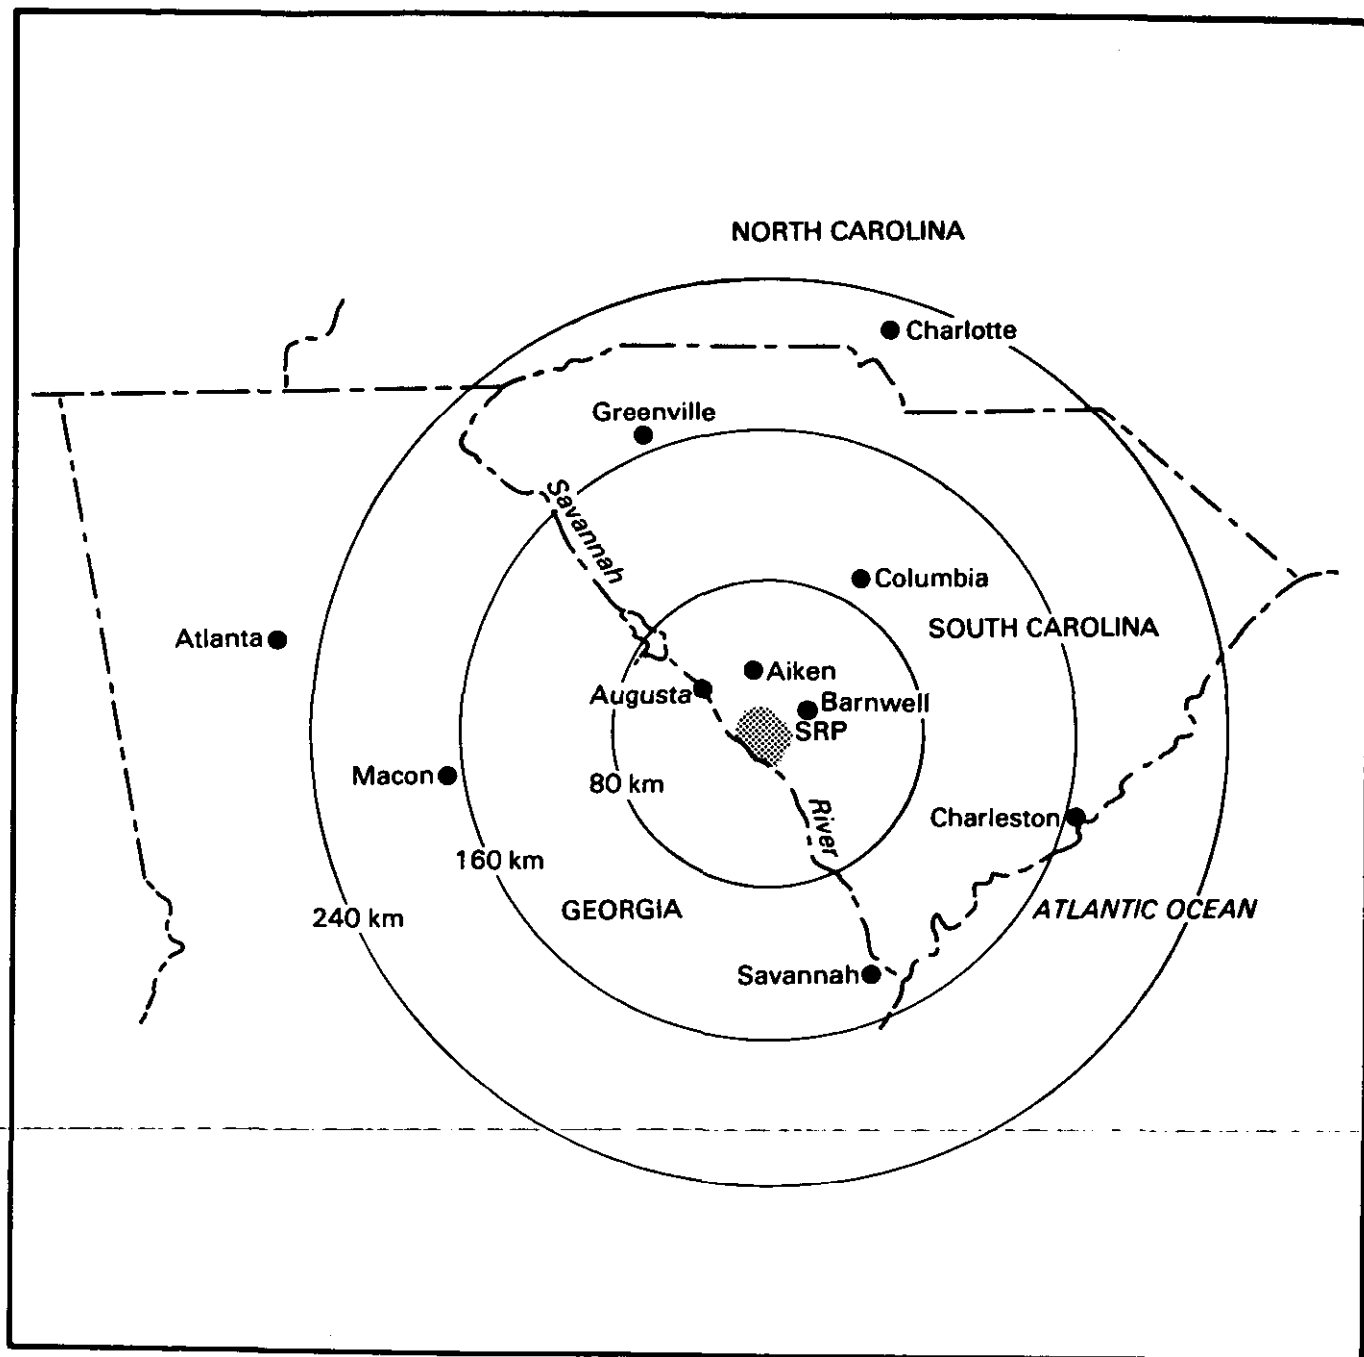 NORTH CAROLINA
Charlotte
Greenville
Savannah
Columbia
SOUTH CAROLINA
Atlanta
Aiken
Augusta
Barnwell
SRP
Macon
80 km
River
Charleston
160 km
GEORGIA
ATLANTIC OCEAN
240 km
Savannah